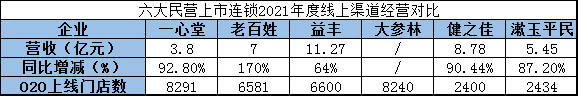 六大民营上市连锁2021年度线上渠道经营对比
企业 一心堂 老百姓 益丰 大参林 健之佳 漱玉平民
营收（亿元） 3.8 7 11.27 / 8.78 5.45
同比增减（%） 92.80% 170% 64% / 90.44% 87.20%
O2O上线门店数 8291 6581 6600 8240 2400 2434